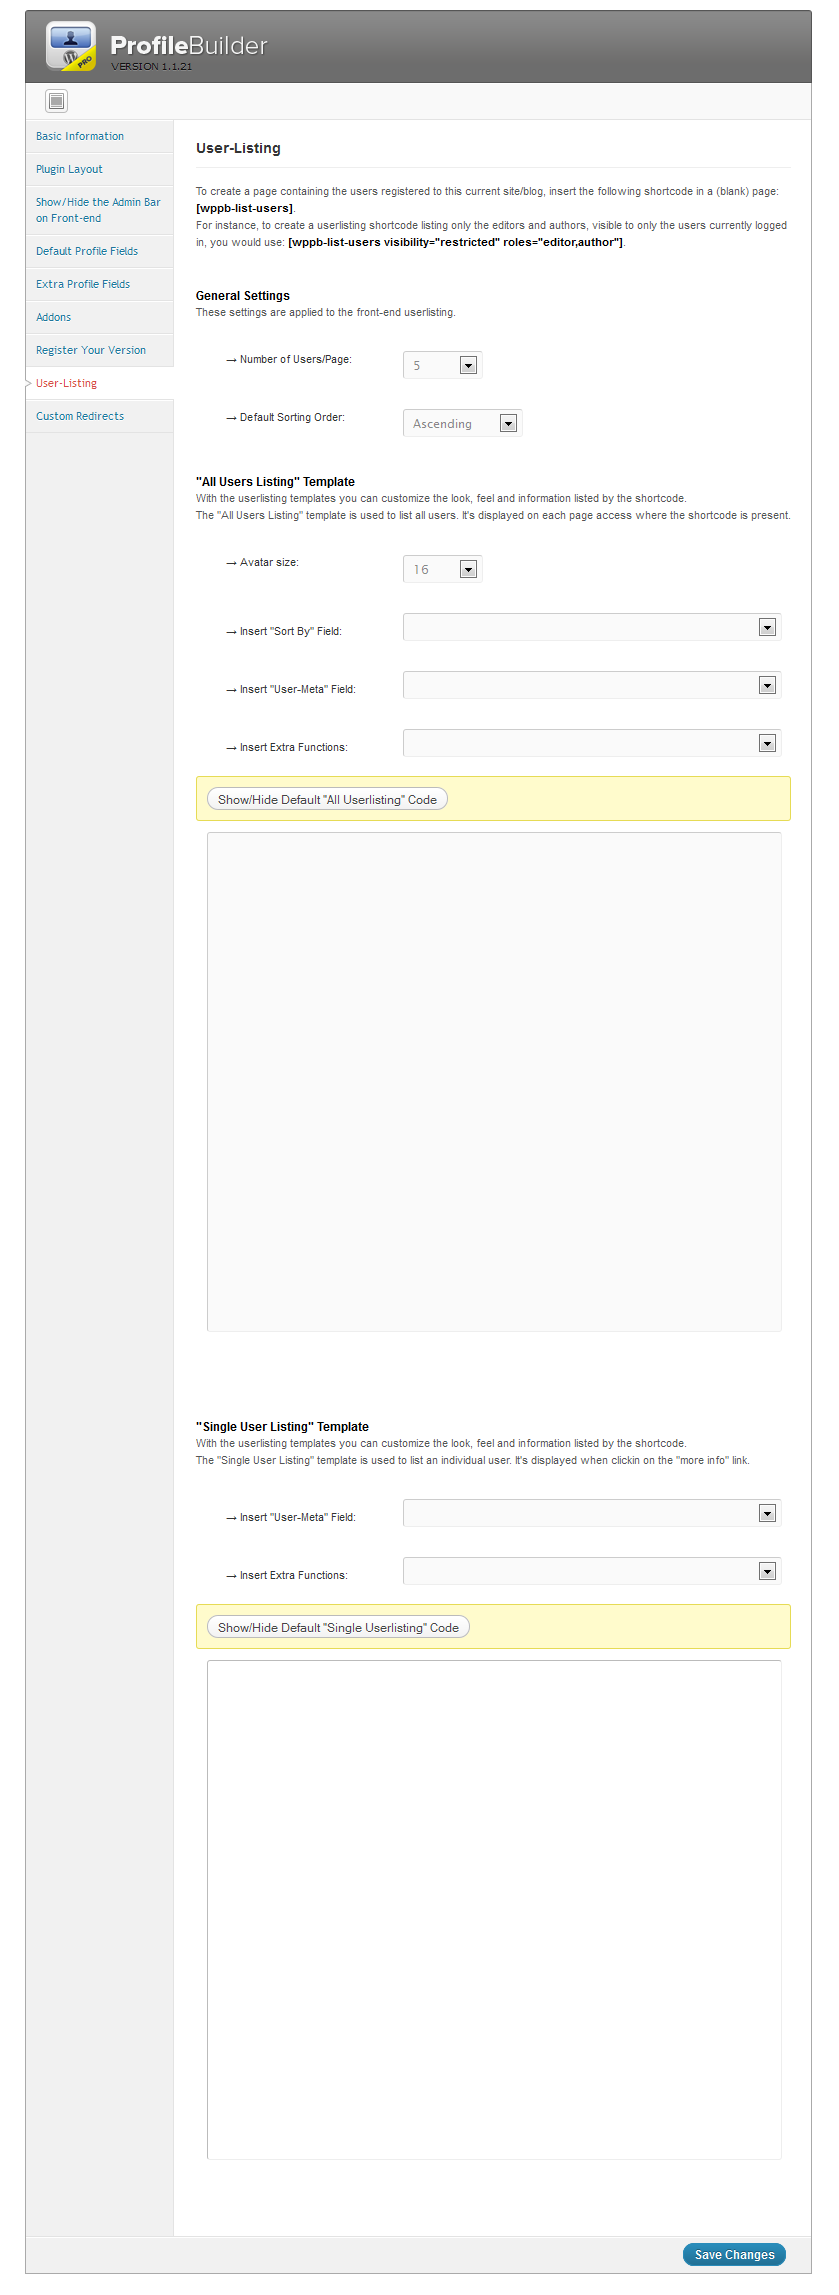 ProfileBuilder
VERSION 1.1.21
PRO
Basic Information
Plugin Layout
Show/Hide the Admin Bar
on Front-end
Default Profile Fields
Extra Profile Fields
Addons
Register Your Version
User-Listing
Custom Redirects
User-Listing
To create a page containing the users registered to this current site/blog, insert the following shortcode in a (blank) page:
[wppb-list-users].
For instance, to create a userlisting shortcode listing only the editors and authors, visible to only the users currently logged
in, you would use: [wppb-list-users visibility="restricted" roles="editor,author"].
General Settings
These settings are applied to the front-end userlisting.
→ Number of Users/Page: 5
→ Default Sorting Order: Ascending
"All Users Listing" Template
With the userlisting templates you can customize the look, feel and information listed by the shortcode.
The "All Users Listing" template is used to list all users. It's displayed on each page access where the shortcode is present.
→ Avatar size: 16
→ Insert "Sort By" Field:
→ Insert "User-Meta" Field:
→ Insert Extra Functions:
Show/Hide Default "All Userlisting" Code
"Single User Listing" Template
With the userlisting templates you can customize the look, feel and information listed by the shortcode.
The "Single User Listing" template is used to list an individual user. It's displayed when clickin on the "more info" link.
→ Insert "User-Meta" Field:
→ Insert Extra Functions:
Show/Hide Default "Single Userlisting" Code
Save Changes